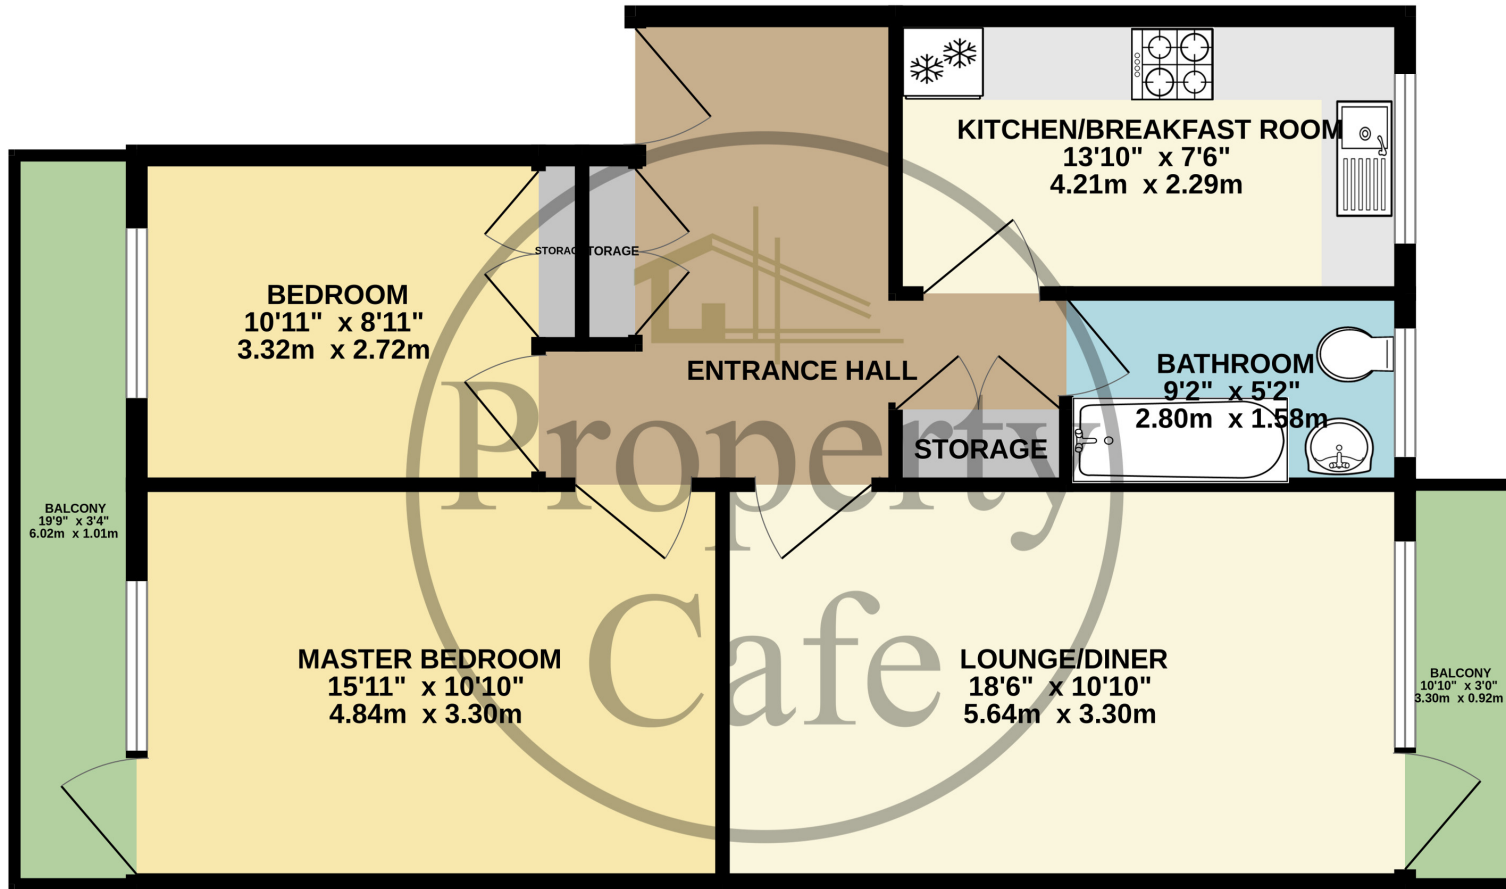 KITCHEN/BREAKFAST ROOM
13'10" x 7'6"
4.21m x 2.29m
STORAGE
STORAGE
BEDROOM
10'11" x 8'11"
3.32m x 2.72m
ENTRANCE HALL
BATHROOM
9'2" x 5'2"
2.80m x 1.58m
STORAGE
Property
Cafe
BALCONY
19'9" x 3'4"
6.02m x 1.01m
MASTER BEDROOM
15'11" x 10'10"
4.84m x 3.30m
LOUNGE/DINER
18'6" x 10'10"
5.64m x 3.30m
BALCONY
10'10" x 3'0"
3.30m x 0.92m